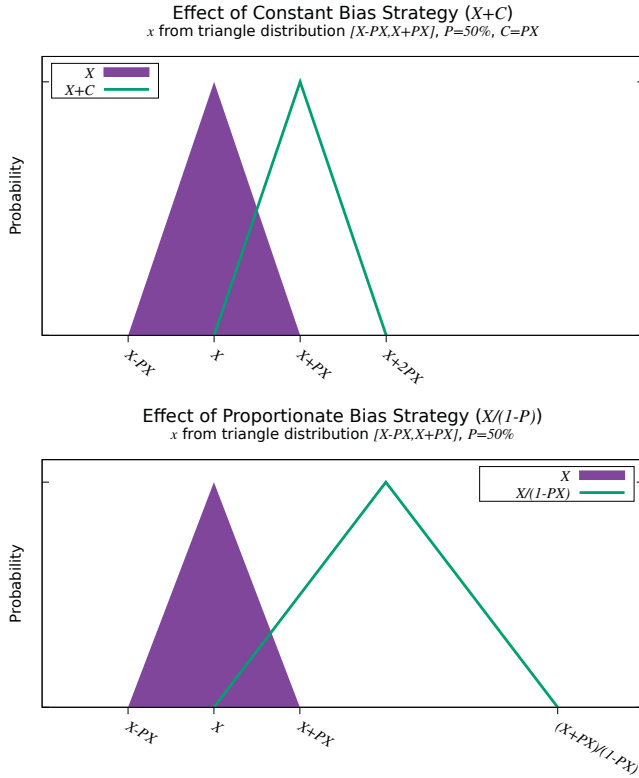 Effect of Constant Bias Strategy (X+C)
x from triangle distribution [X-PX,X+PX], P=50%, C=PX
X
X+C
Probability
X-PX
X
X+PX
X+2PX
Effect of Proportionate Bias Strategy (X/(1-P))
x from triangle distribution [X-PX,X+PX], P=50%
X
X/(1-PX)
Probability
X-PX
X
X+PX
(X+PX)/(1-PX)